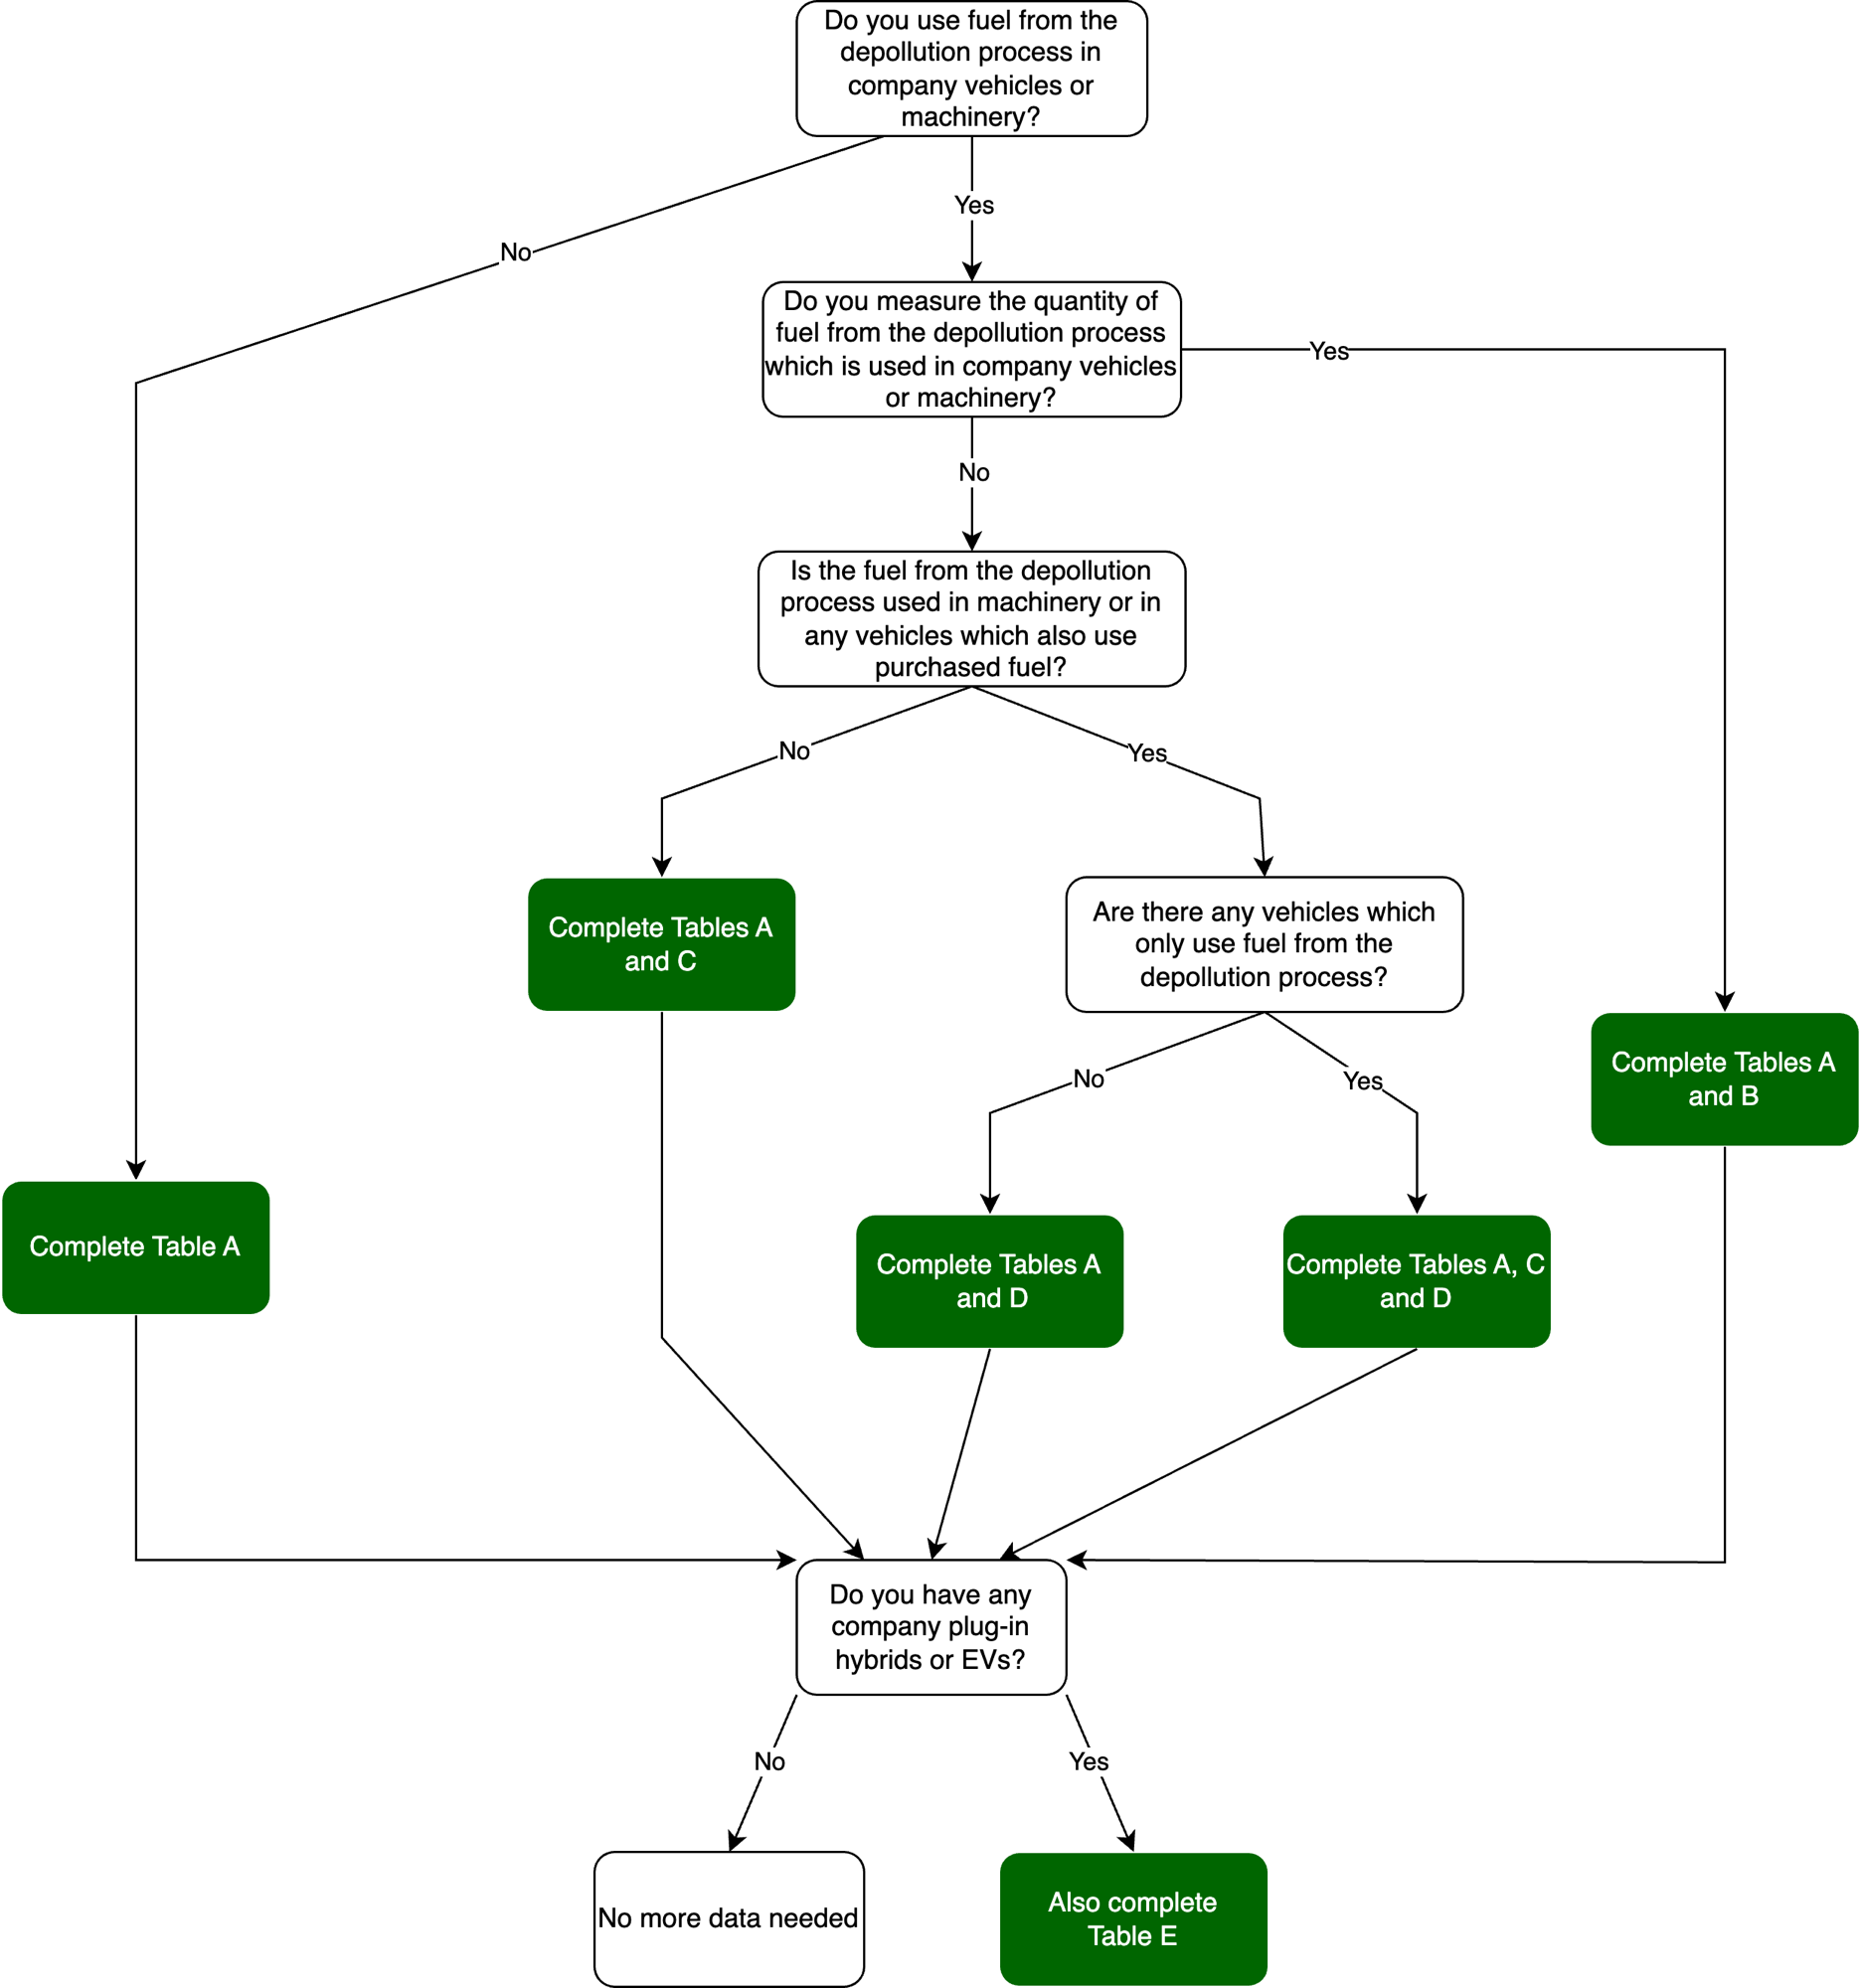 Do you use fuel from the
depollution process in
company vehicles or
machinery?
Yes
No
Do you measure the quantity of
fuel from the depollution process
which is used in company vehicles
or machinery?
Yes
No
Is the fuel from the depollution
process used in machinery or in
any vehicles which also use
purchased fuel?
No
Yes
Complete Tables A
and C
Are there any vehicles which
only use fuel from the
depollution process?
Complete Tables A
and B
No
Yes
Complete Table A
Complete Tables A
and D
Complete Tables A, C
and D
Do you have any
company plug-in
hybrids or EVs?
No
Yes
No more data needed
Also complete
Table E